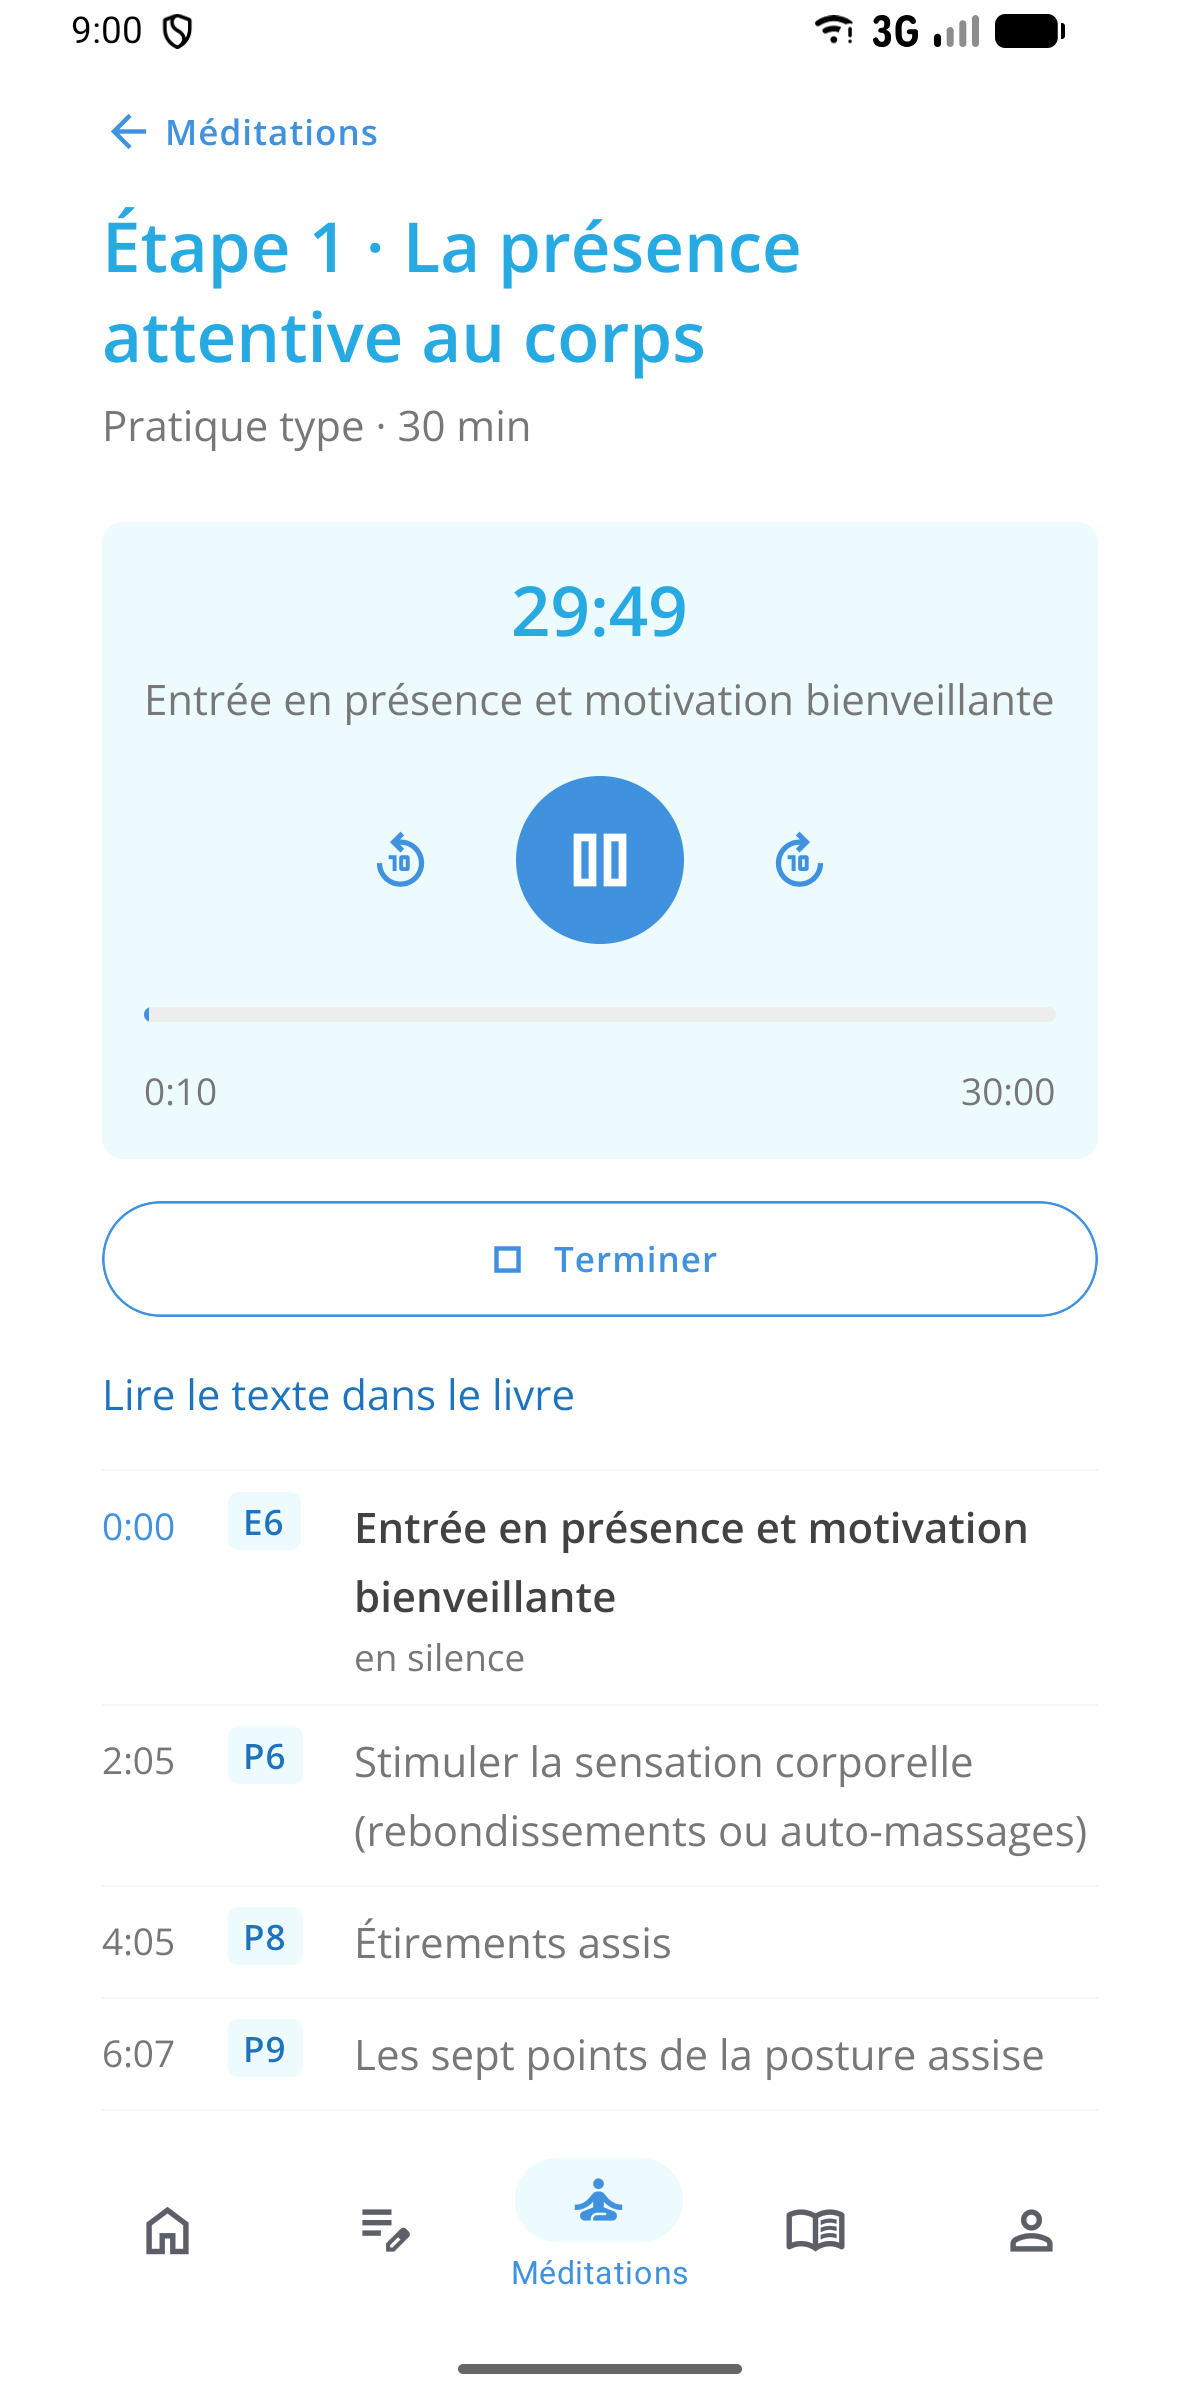 9:00
3G
Méditations
Étape 1 · La présence
attentive au corps
Pratique type · 30 min
29:49
Entrée en présence et motivation bienveillante
10
10
0:10
30:00
Terminer
Lire le texte dans le livre
0:00 E6 Entrée en présence et motivation
bienveillante
en silence
2:05 P6 Stimuler la sensation corporelle
(rebondissements ou auto-massages)
4:05 P8 Étirements assis
6:07 P9 Les sept points de la posture assise
Méditations